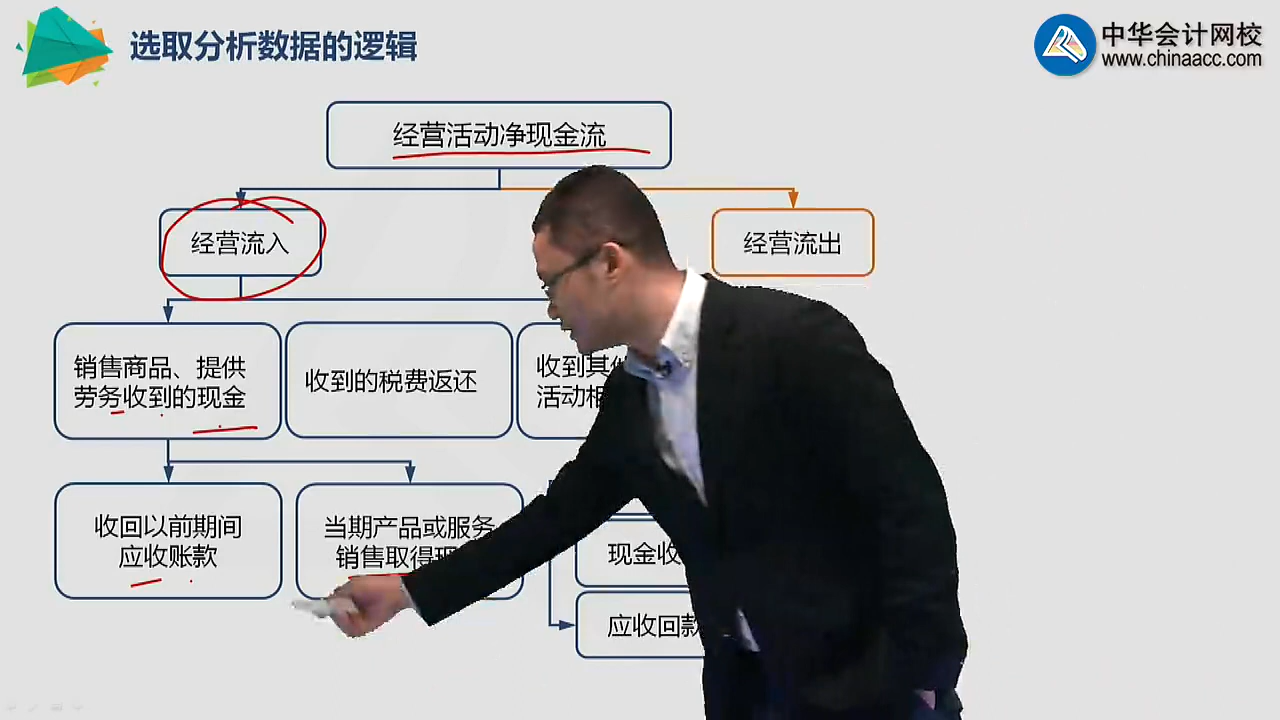 选取分析数据的逻辑
中华会计网校
www.chinaacc.com
经营活动净现金流
经营流入
经营流出
销售商品、提供
劳务收到的现金
收到的税费返还
收到其
活动相
收回以前期间
应收账款
当期产品或服务
销售取得
现金收
应收回款